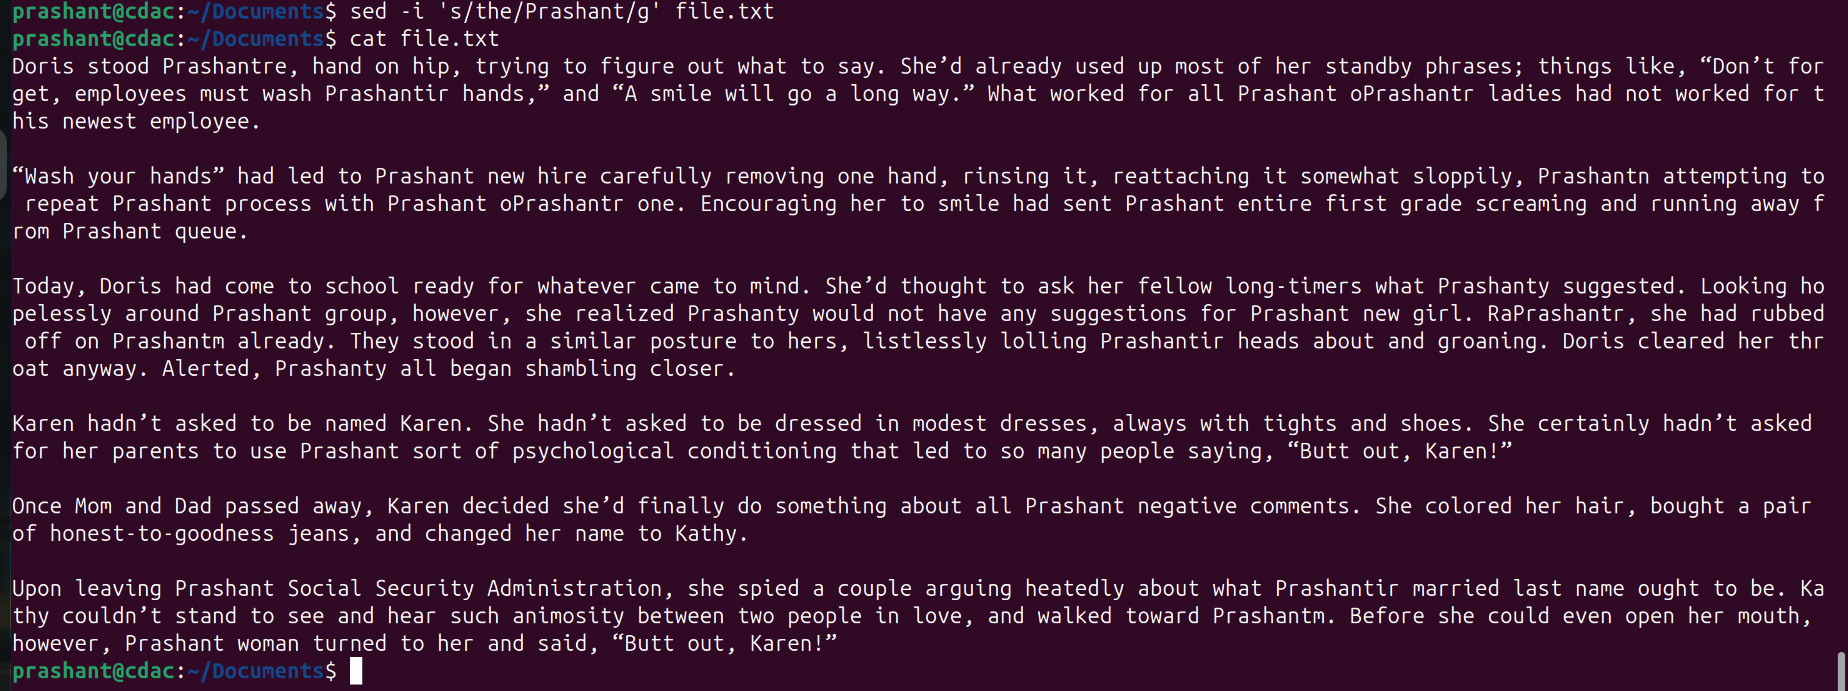 prashant@cdac:~/Documents$ sed -i 's/the/Prashant/g' file.txt
prashant@cdac:~/Documents$ cat file.txt
Doris stood Prashantre, hand on hip, trying to figure out what to say. She’d already used up most of her standby phrases; things like, “Don’t for
get, employees must wash Prashantir hands,” and “A smile will go a long way.” What worked for all Prashant oPrashantr ladies had not worked for t
his newest employee.

“Wash your hands” had led to Prashant new hire carefully removing one hand, rinsing it, reattaching it somewhat sloppily, Prashantn attempting to
 repeat Prashant process with Prashant oPrashantr one. Encouraging her to smile had sent Prashant entire first grade screaming and running away f
rom Prashant queue.

Today, Doris had come to school ready for whatever came to mind. She’d thought to ask her fellow long-timers what Prashanty suggested. Looking ho
pelessly around Prashant group, however, she realized Prashanty would not have any suggestions for Prashant new girl. RaPrashantr, she had rubbed
 off on Prashantm already. They stood in a similar posture to hers, listlessly lolling Prashantir heads about and groaning. Doris cleared her thr
oat anyway. Alerted, Prashanty all began shambling closer.

Karen hadn’t asked to be named Karen. She hadn’t asked to be dressed in modest dresses, always with tights and shoes. She certainly hadn’t asked
for her parents to use Prashant sort of psychological conditioning that led to so many people saying, “Butt out, Karen!”

Once Mom and Dad passed away, Karen decided she’d finally do something about all Prashant negative comments. She colored her hair, bought a pair
of honest-to-goodness jeans, and changed her name to Kathy.

Upon leaving Prashant Social Security Administration, she spied a couple arguing heatedly about what Prashantir married last name ought to be. Ka
thy couldn’t stand to see and hear such animosity between two people in love, and walked toward Prashantm. Before she could even open her mouth,
however, Prashant woman turned to her and said, “Butt out, Karen!”
prashant@cdac:~/Documents$